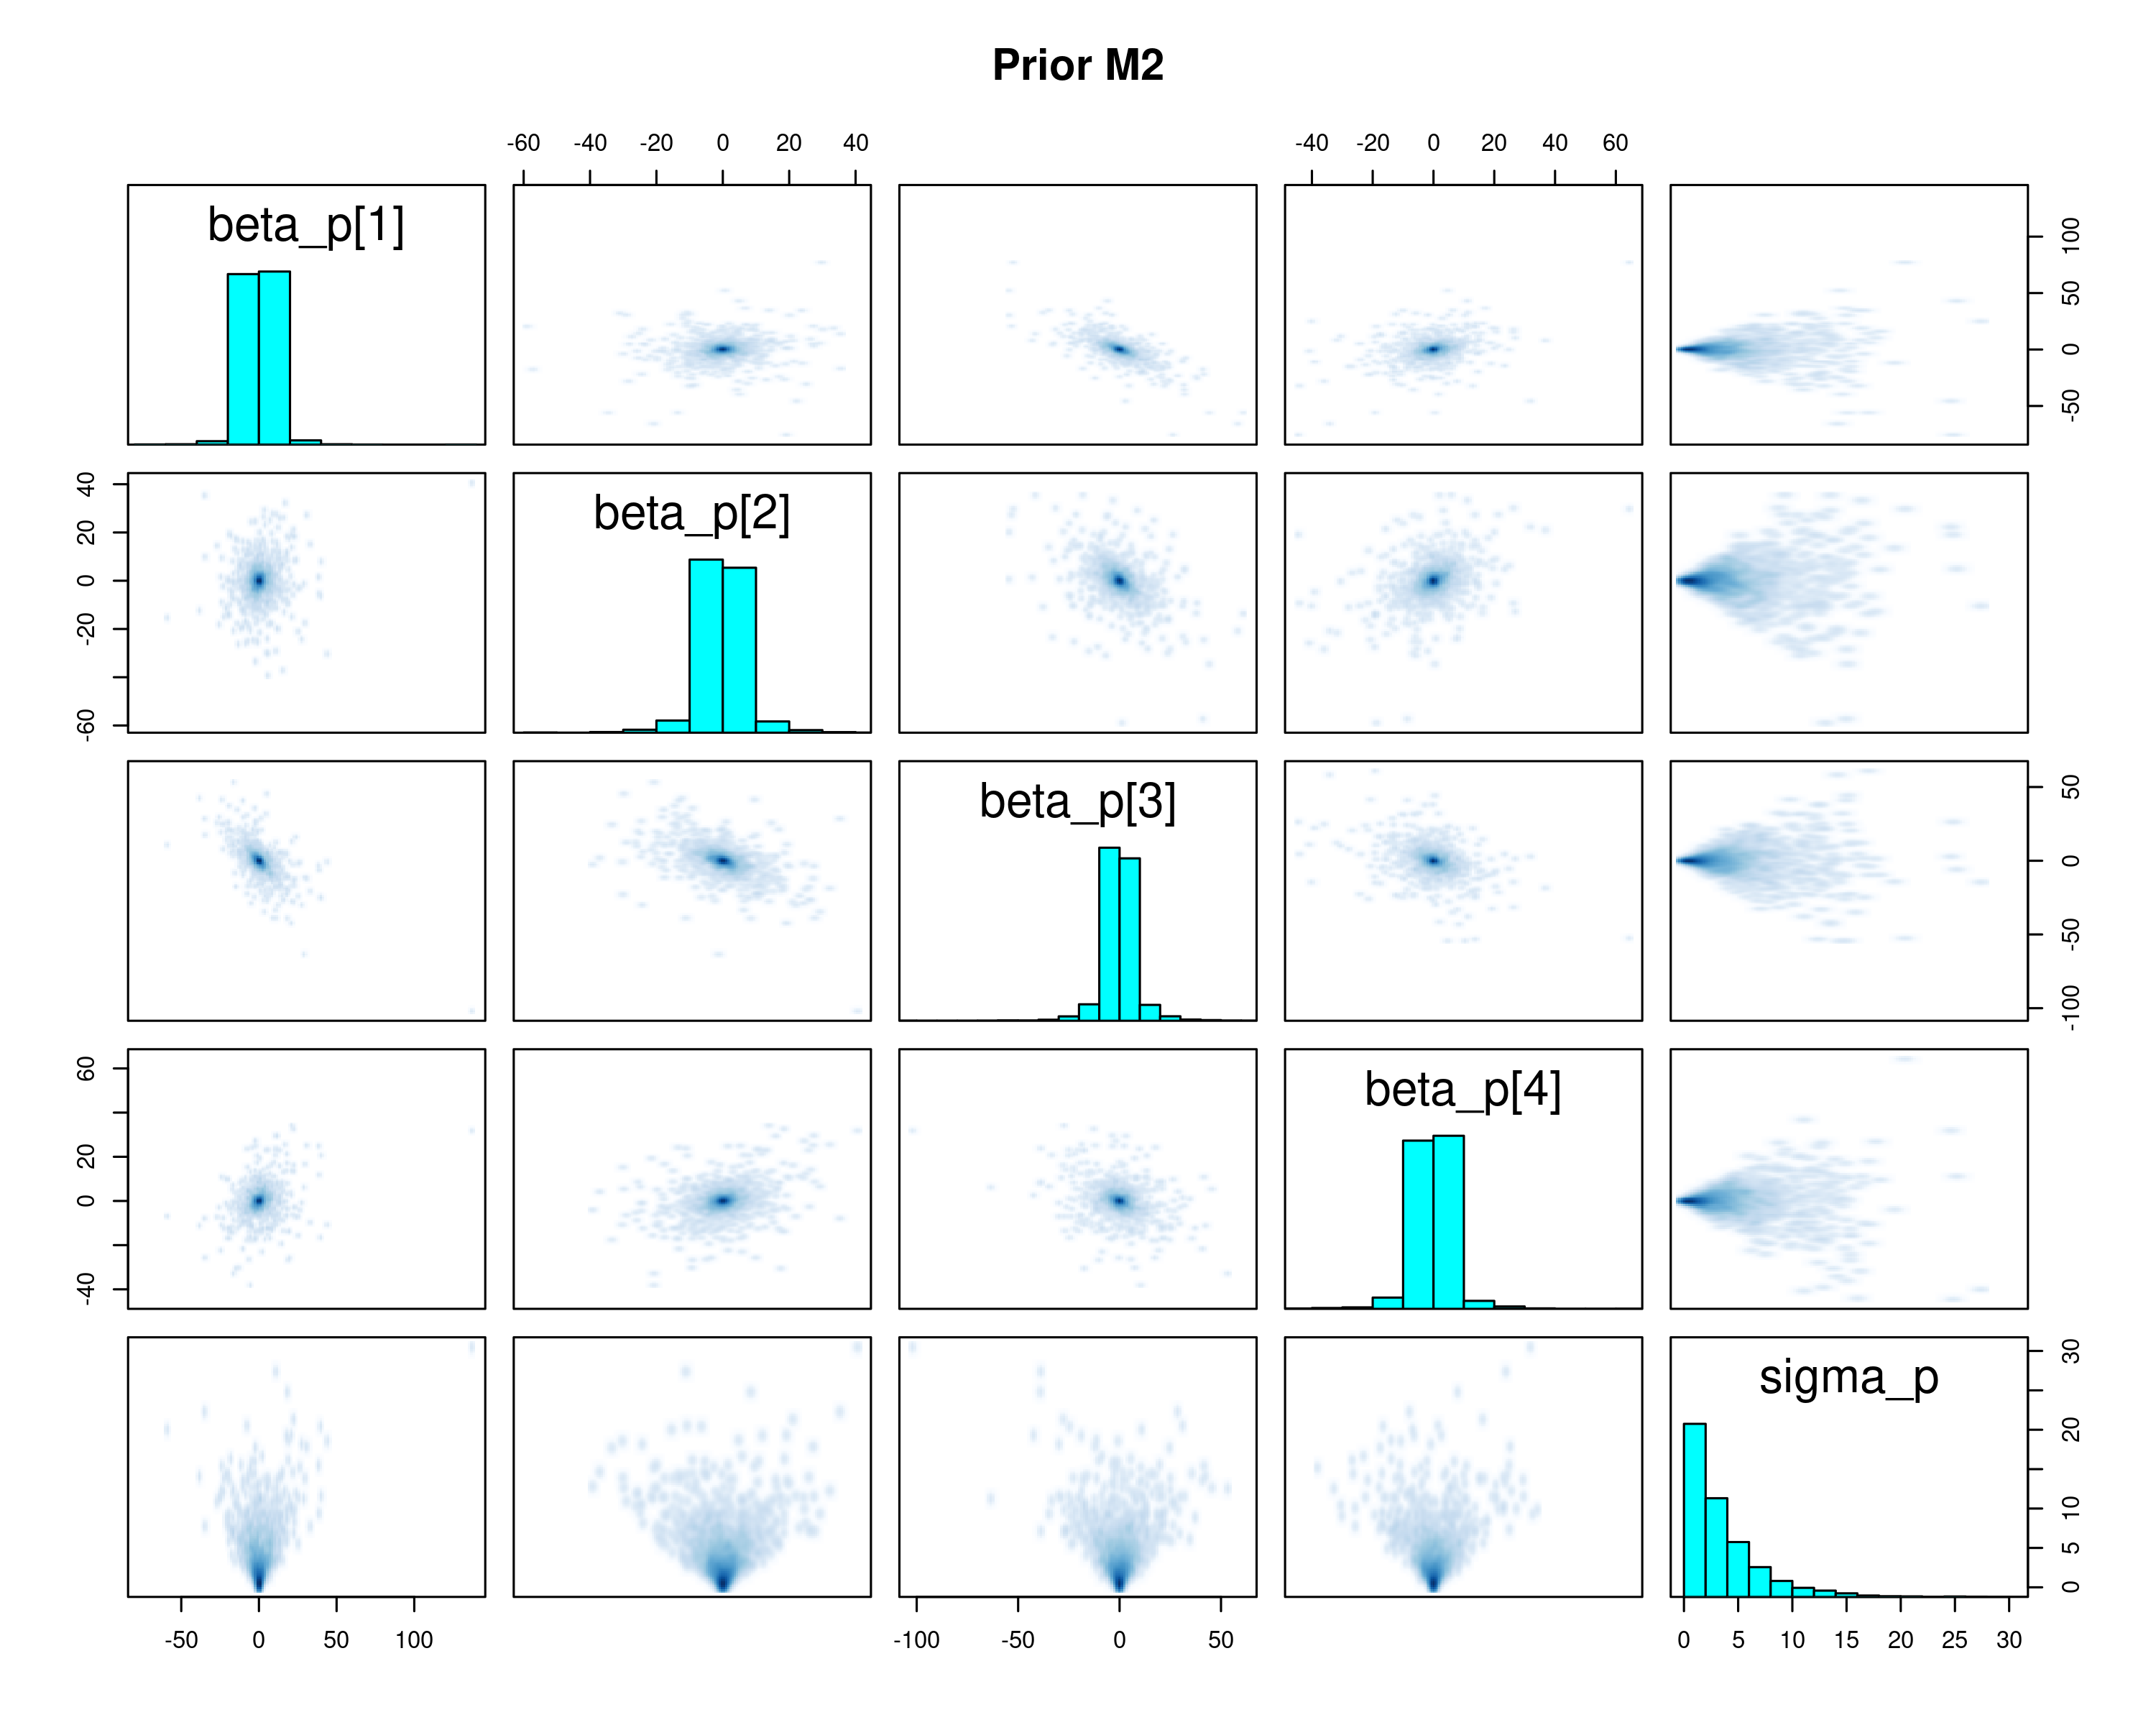 Prior M2
-60 -40 -20 0 20 40
-40 -20 0 20 40 60
beta_p[1]
-50 0 50 100
-60 -20 0 20 40
beta_p[2]
beta_p[3]
-100 -50 0 50
-40 0 20 60
beta_p[4]
sigma_p
0 5 10 20 30
-50 0 50 100
-100 -50 0 50
0 5 10 15 20 25 30